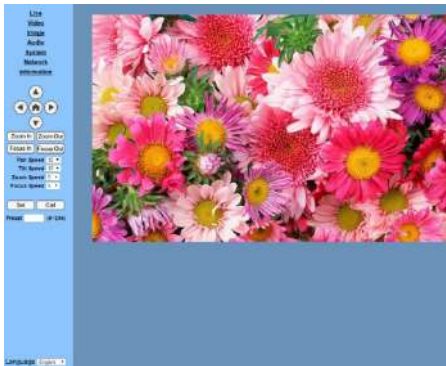 Live
Video
Image
Audio
System
Network
Information
Zoom In Zoom Out
Focus In Focus Out
Pan Speed
Tilt Speed
Zoom Speed
Focus Speed
Set Call
Preset
Language English